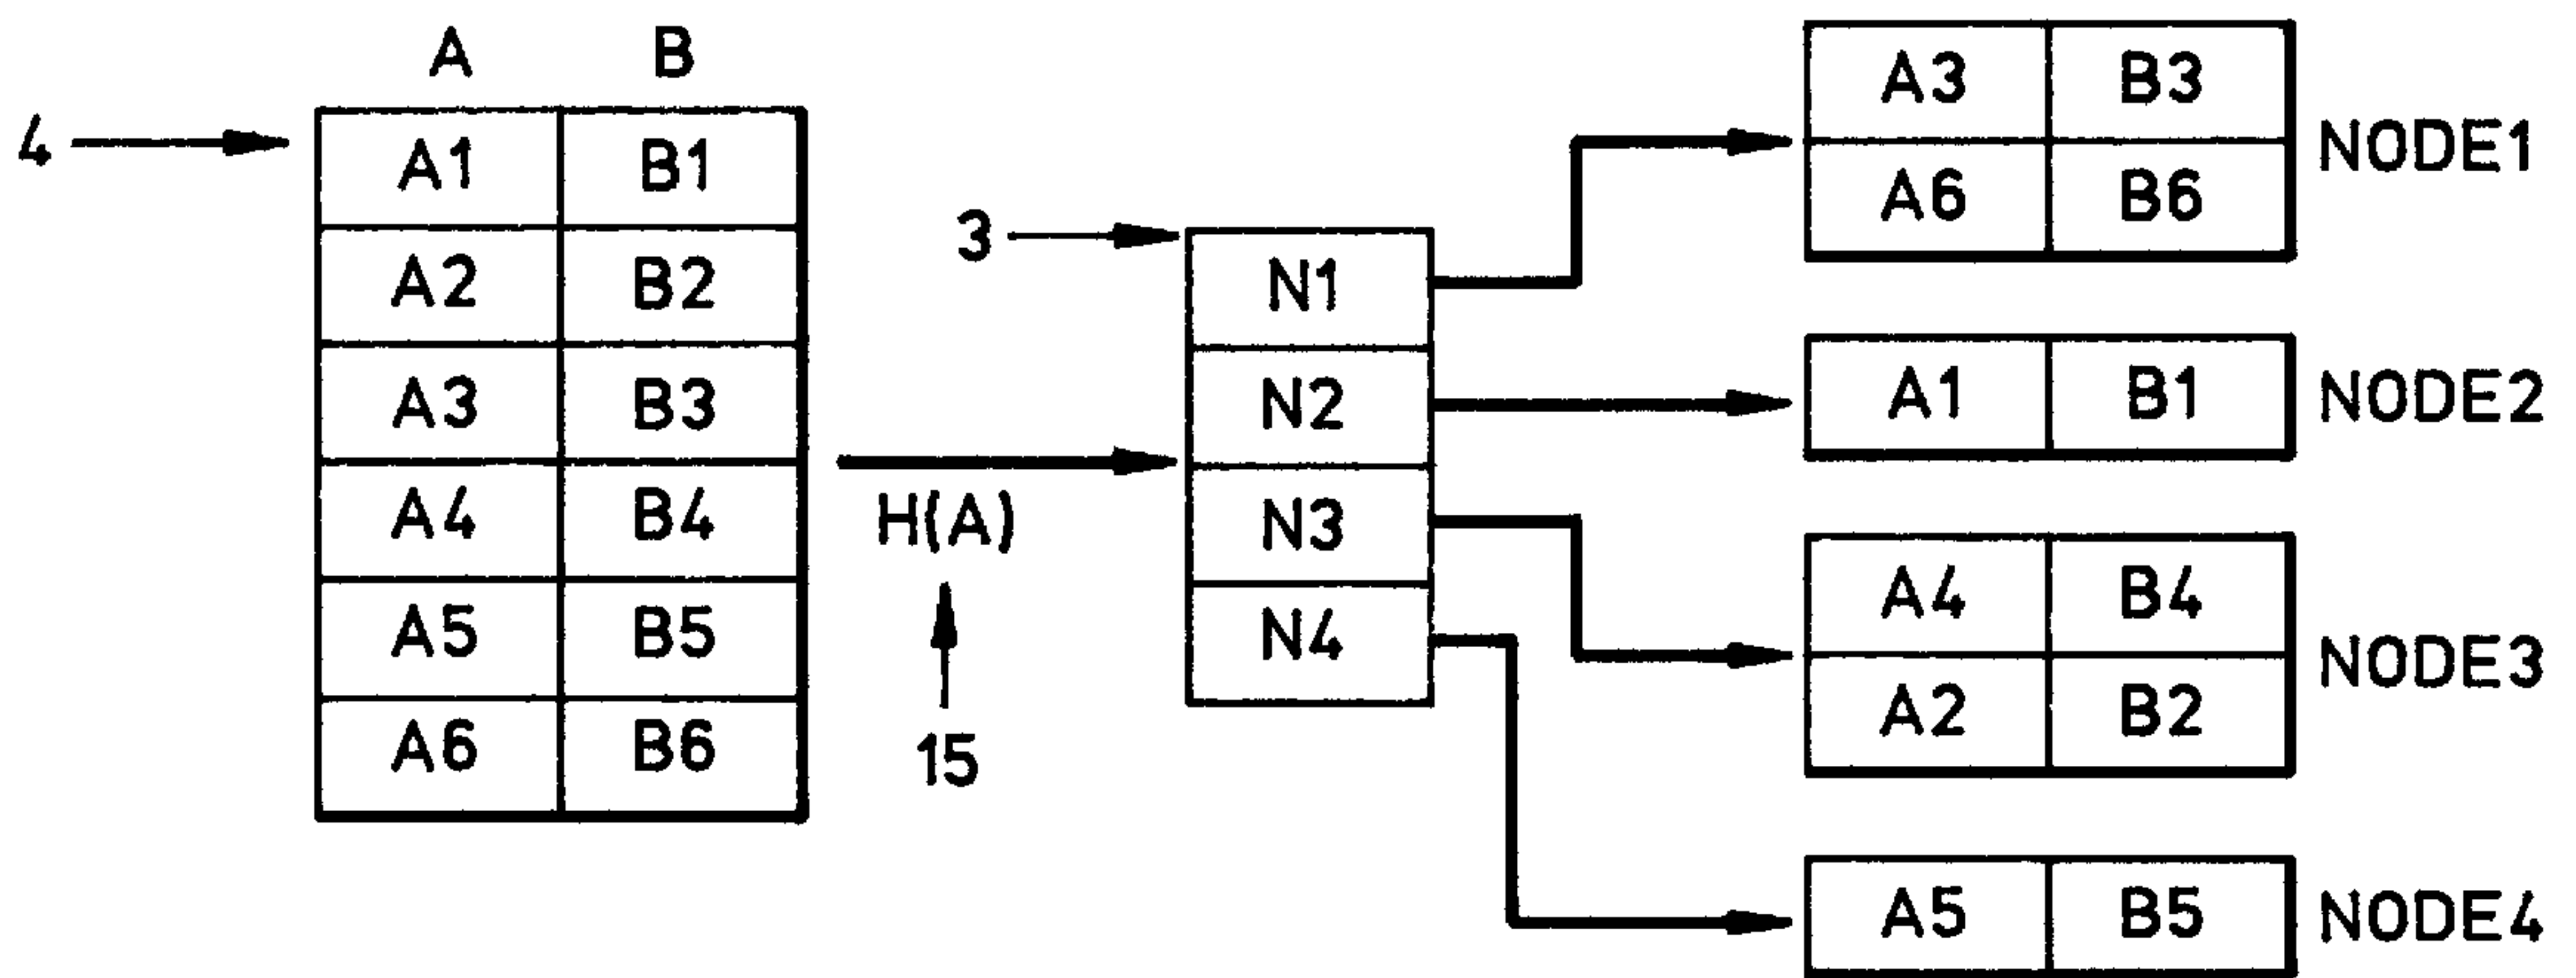 A B
4
A1 B1
A2 B2
A3 B3
A4 B4
A5 B5
A6 B6
H(A)
15
3
N1
N2
N3
N4
A3 B3
A6 B6
NODE1
A1 B1
NODE2
A4 B4
A2 B2
NODE3
A5 B5
NODE4